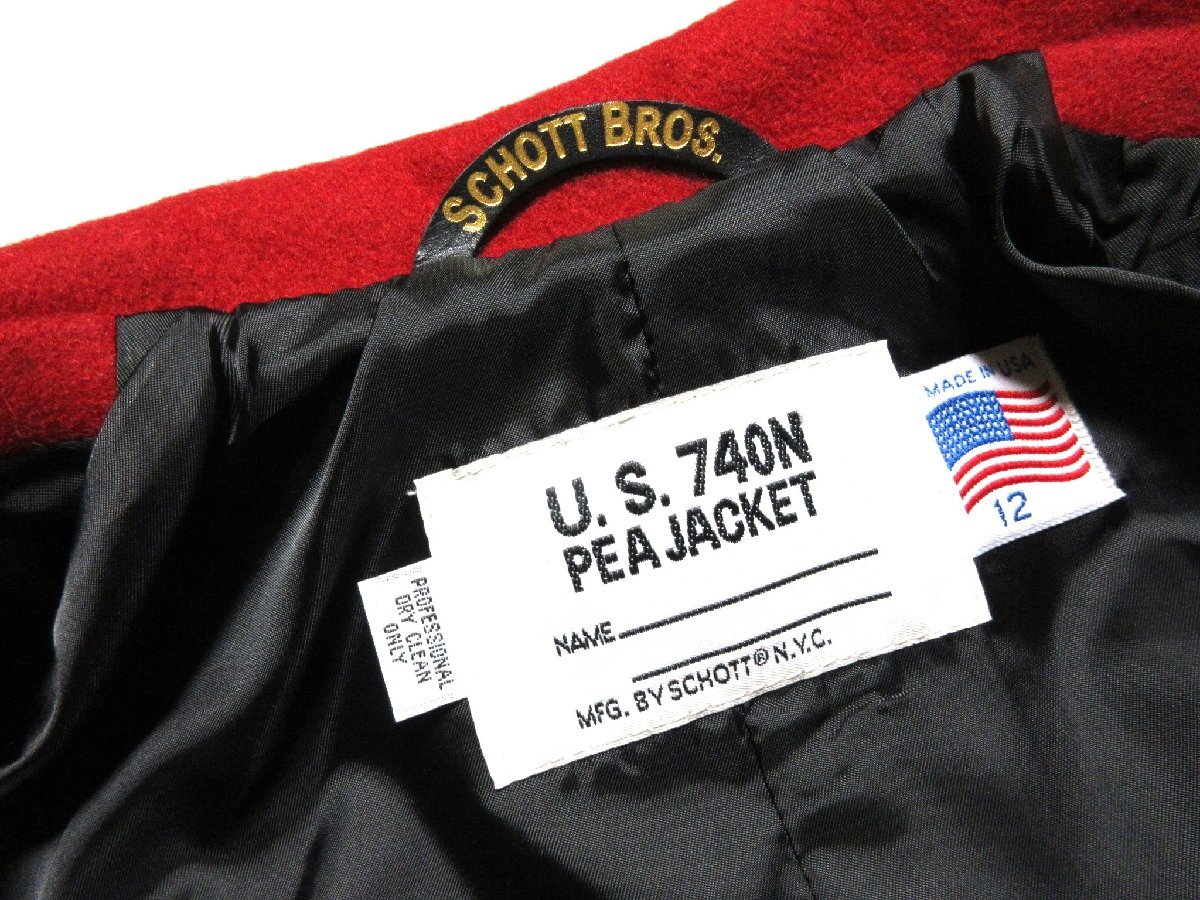 SCHOTT BROS.
MADE IN USA
12
U. S. 740N
PEA JACKET
NAME
MFG. BY SCHOTT® N.Y.C.
PROFESSIONAL
DRY CLEAN
ONLY